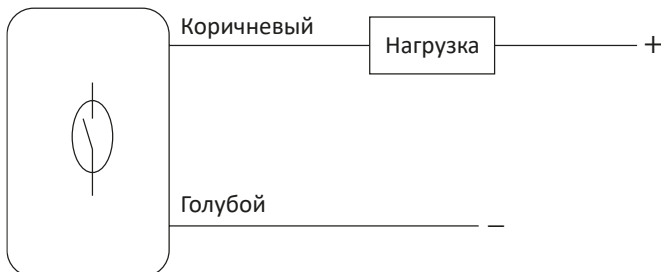 Коричневый
Нагрузка
+
Голубой
–